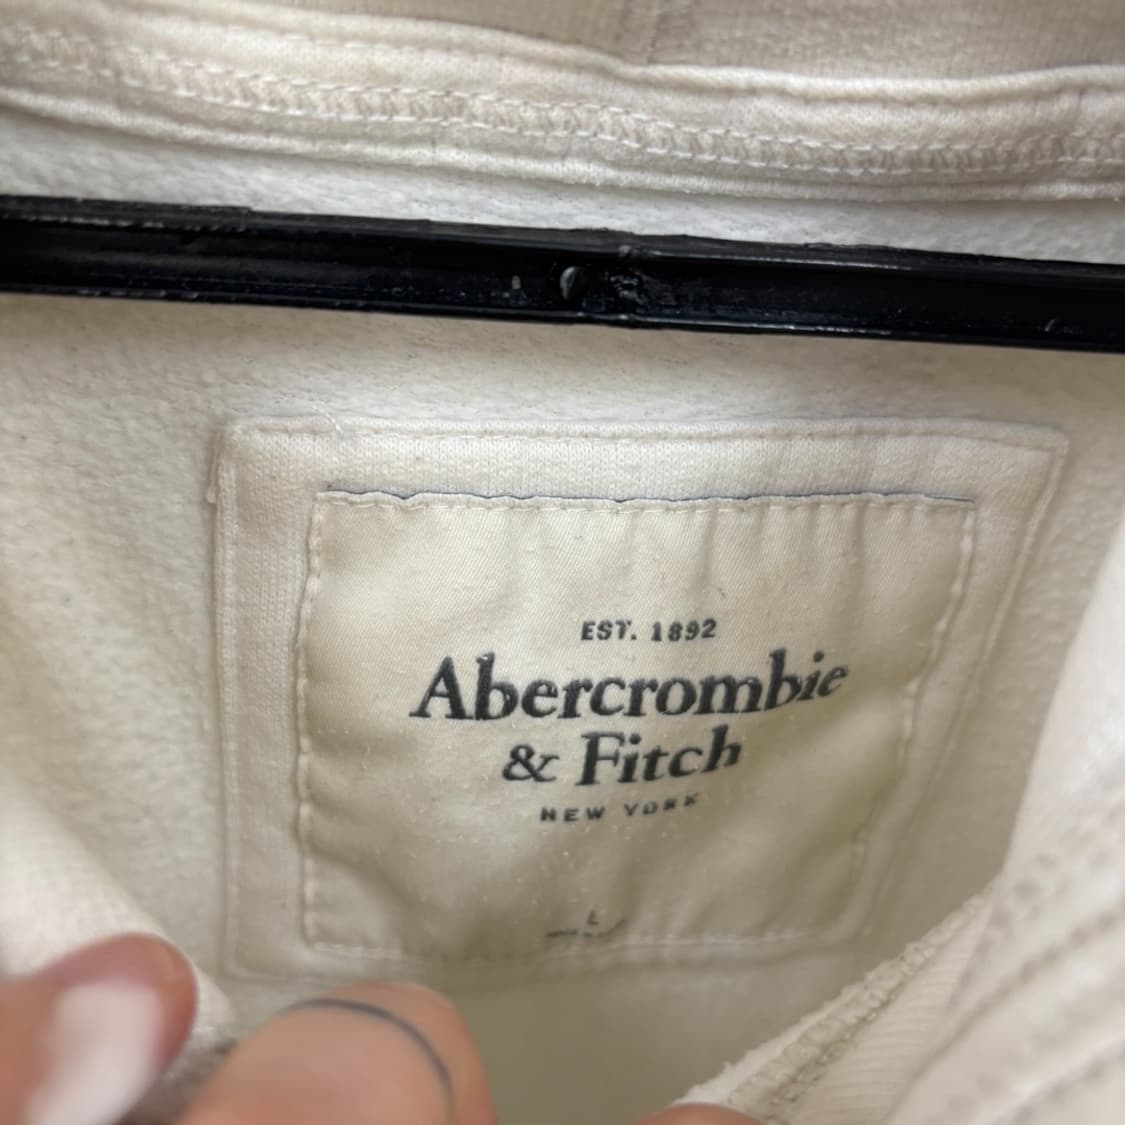 EST. 1892
Abercrombie
& Fitch
NEW YORK
L